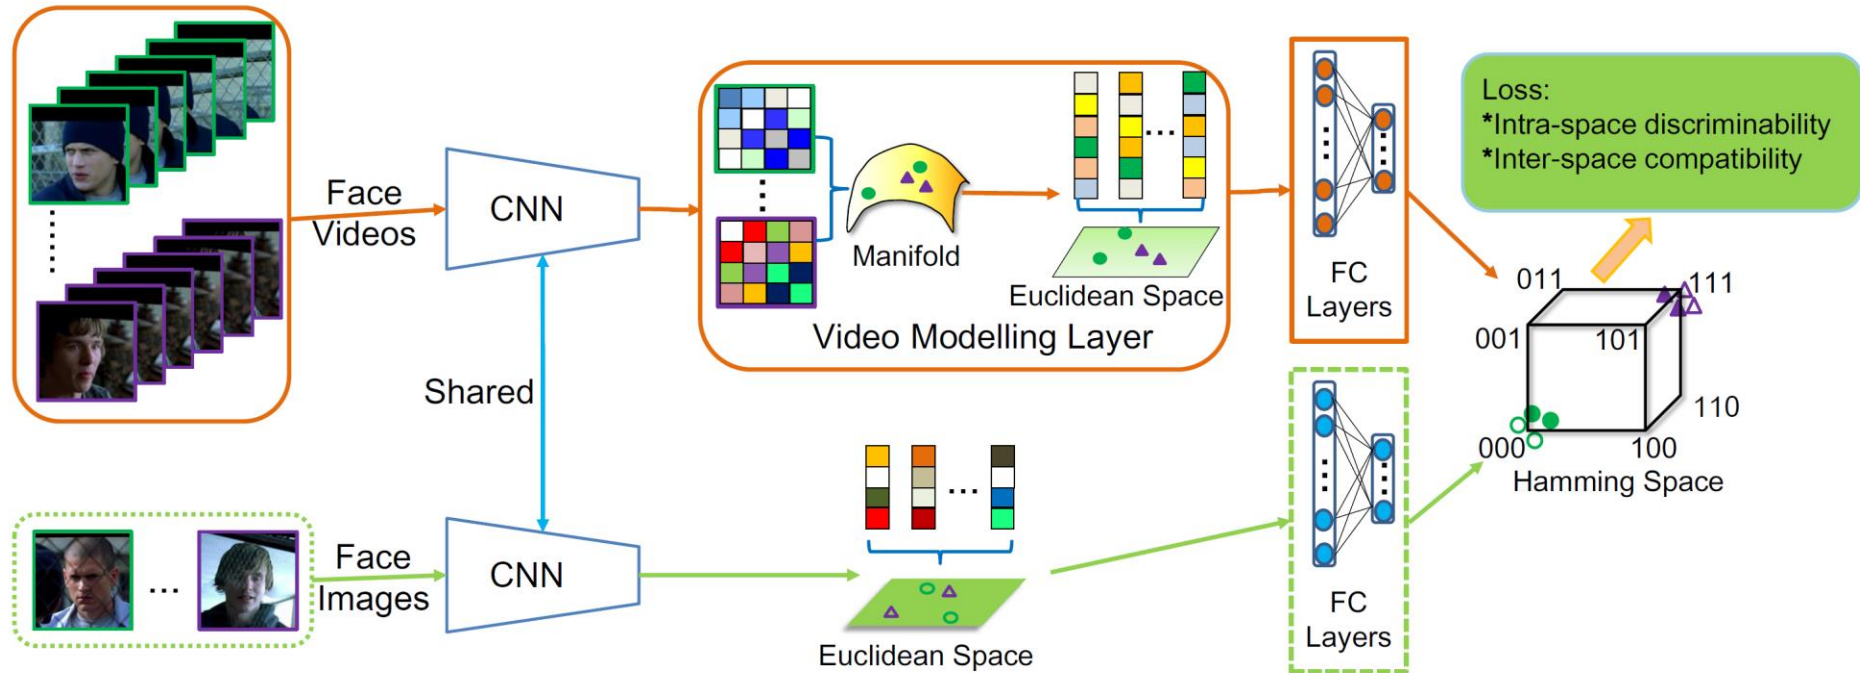 Face
Videos
CNN
Manifold
Euclidean Space
Video Modelling Layer
FC
Layers
Loss:
*Intra-space discriminability
*Inter-space compatibility
011
111
001
101
110
000
100
Hamming Space
Shared
Face
Images
CNN
Euclidean Space
FC
Layers